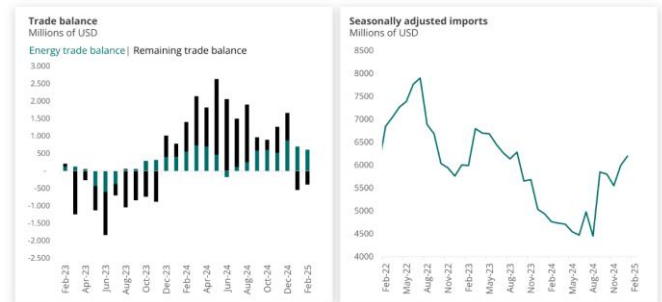 Trade balance
Millions of USD
Energy trade balance| Remaining trade balance
3.000
2.500
2.000
1.500
1.000
500
-
-500
-1.000
-1.500
-2.000
-2.500
Feb-23
Apr-23
Jun-23
Aug-23
Oct-23
Dec-23
Feb-24
Apr-24
Jun-24
Aug-24
Oct-24
Dec-24
Feb-25
Seasonally adjusted imports
Millions of USD
8500
8000
7500
7000
6500
6000
5500
5000
4500
4000
Feb-22
May-22
Aug-22
Nov-22
Feb-23
May-23
Aug-23
Nov-23
Feb-24
May-24
Aug-24
Nov-24
Feb-25